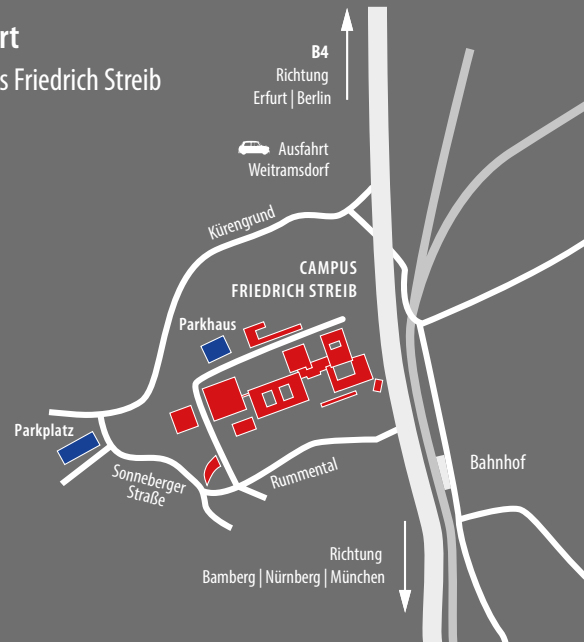 rt
s Friedrich Streib
B4
Richtung
Erfurt | Berlin
Ausfahrt
Weitramsdorf
Kürengrund
CAMPUS
FRIEDRICH STREIB
Parkhaus
Parkplatz
Sonneberger
Straße
Rummental
Bahnhof
Richtung
Bamberg | Nürnberg | München